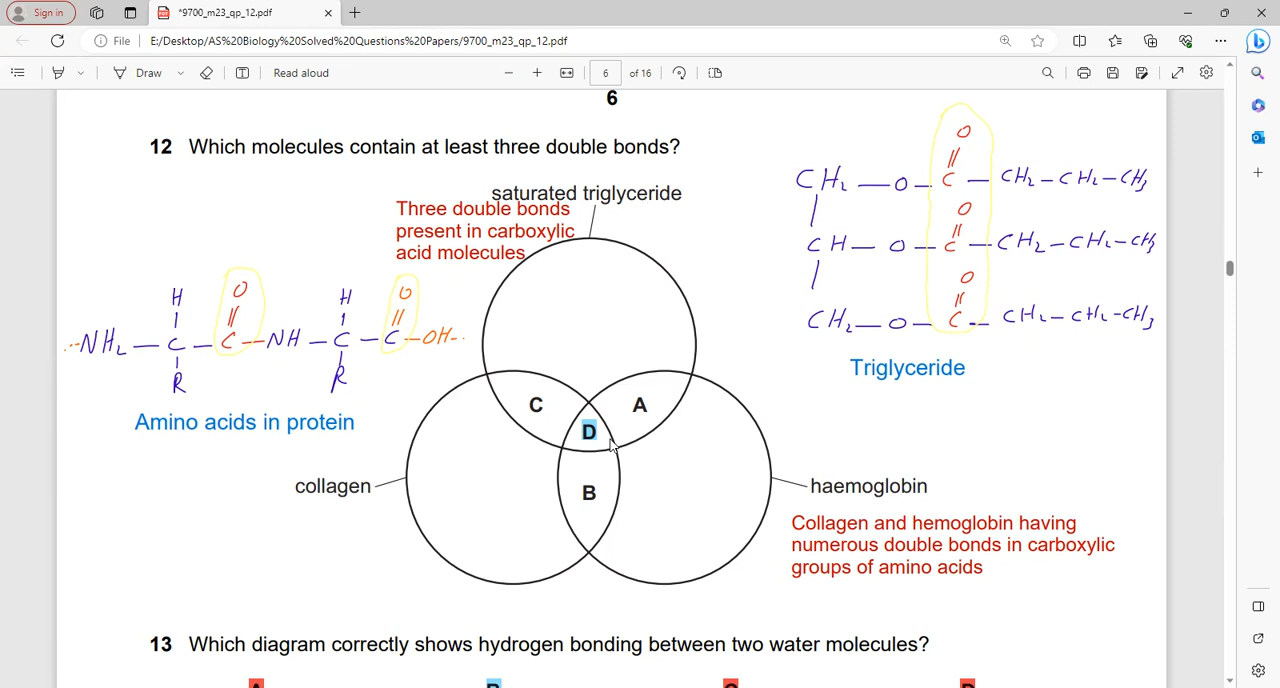 Sign in
*9700_m23_qp_12.pdf
File
E:/Desktop/AS%20Biology%20Solved%20Questions%20Papers/9700_m23_qp_12.pdf
Draw
Read aloud
6
of 16
6
12 Which molecules contain at least three double bonds?
saturated triglyceride
Three double bonds
present in carboxylic
acid molecules
O
CH2 — O — C — CH2 — CH2 — CH3
O
CH — O — C — CH2 — CH2 — CH3
O
CH2 — O — C — CH2 — CH2 — CH3
Triglyceride
H O H O
NH2 — C — C — NH — C — C — OH
R R
Amino acids in protein
C
A
D
B
collagen
haemoglobin
Collagen and hemoglobin having
numerous double bonds in carboxylic
groups of amino acids
13 Which diagram correctly shows hydrogen bonding between two water molecules?
A B C D